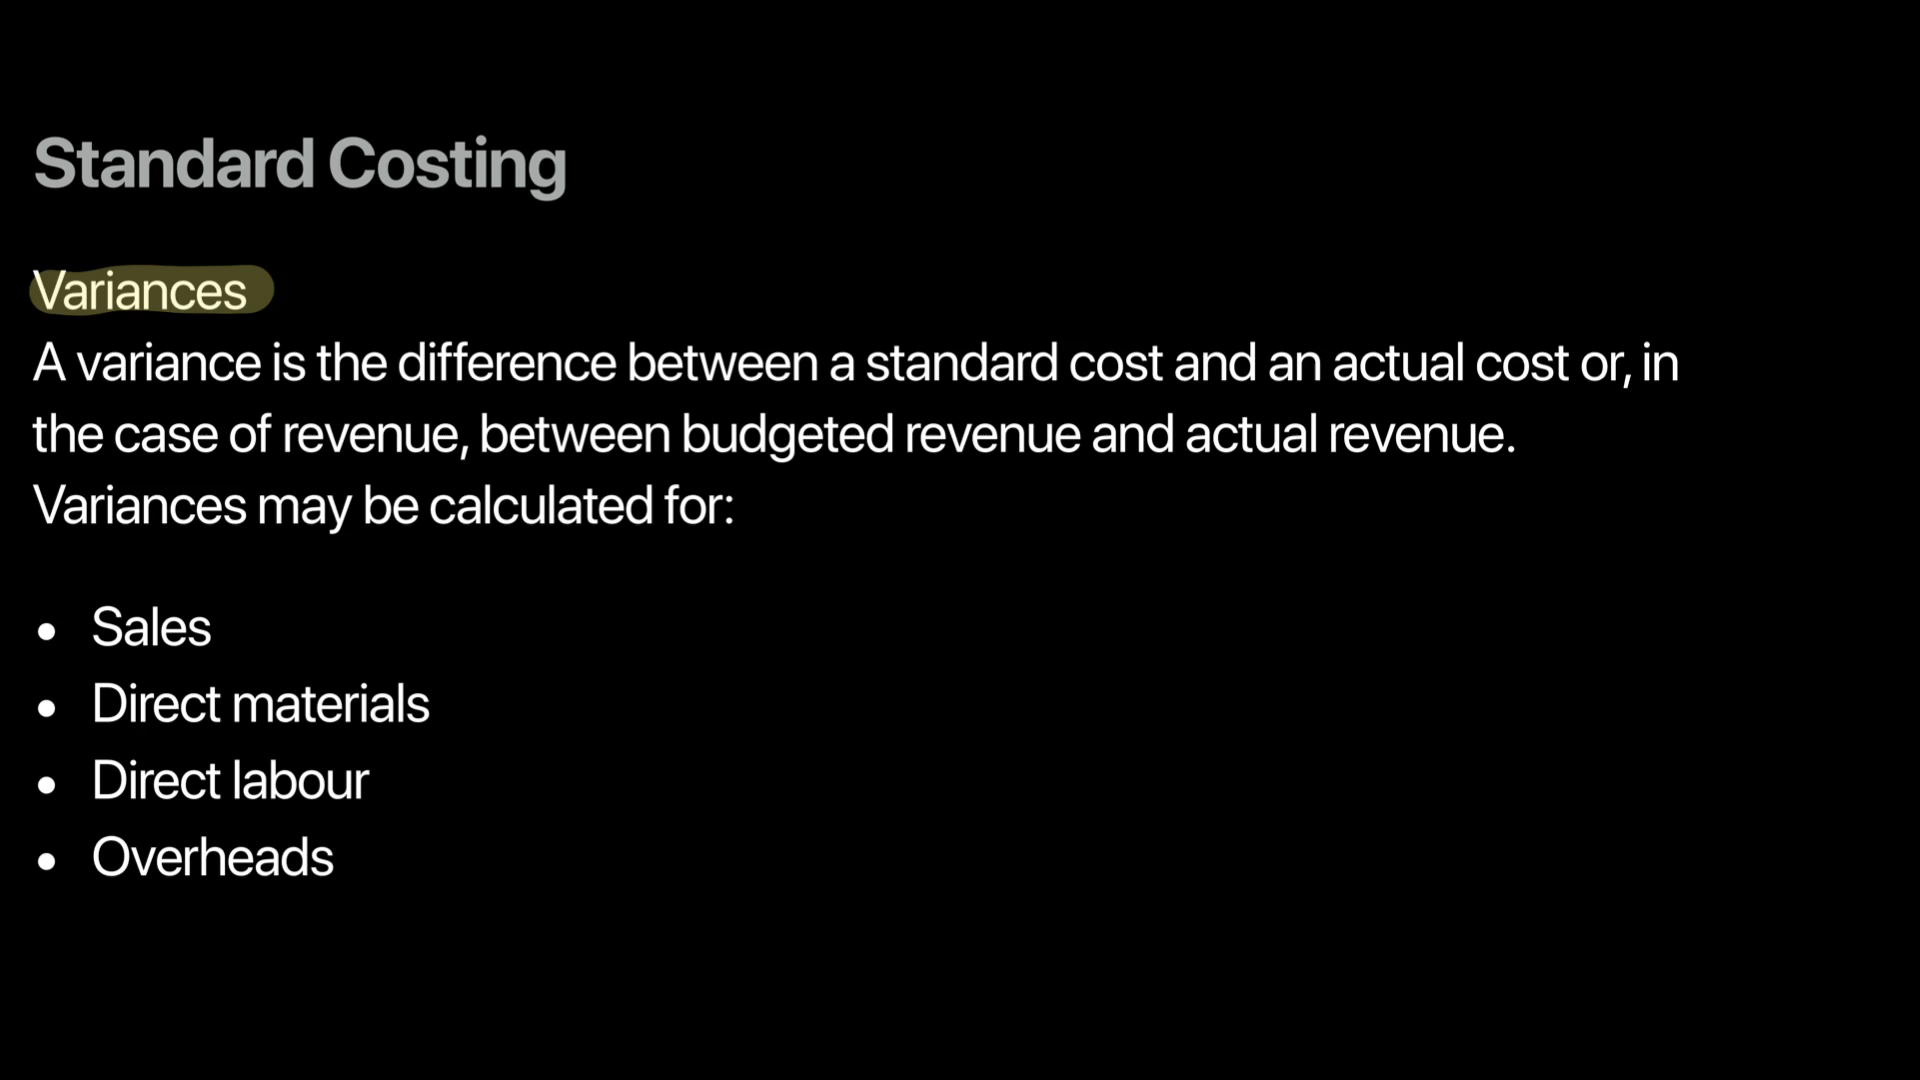 Standard Costing
Variances
A variance is the difference between a standard cost and an actual cost or, in
the case of revenue, between budgeted revenue and actual revenue.
Variances may be calculated for:
• Sales
• Direct materials
• Direct labour
• Overheads